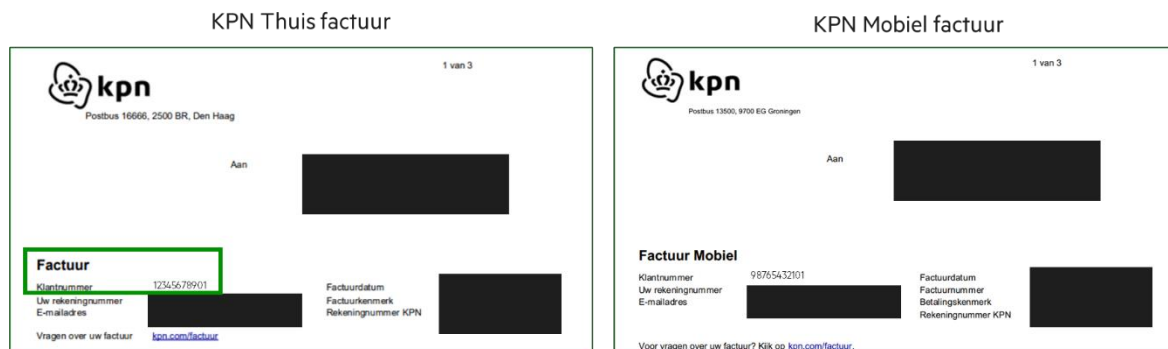 KPN Thuis factuur
kpn
1 van 3
Postbus 16666, 2500 BR, Den Haag
Aan
Factuur
Klantnummer 12345678901
Uw rekeningnummer
E-mailadres
Factuurdatum
Factuurkenmerk
Rekeningnummer KPN
Vragen over uw factuur kpn.com/factuur
KPN Mobiel factuur
kpn
1 van 3
Postbus 13500, 9700 EG Groningen
Aan
Factuur Mobiel
Klantnummer 98765432101
Uw rekeningnummer
E-mailadres
Factuurdatum
Factuurnummer
Betalingskenmerk
Rekeningnummer KPN
Voor vragen over uw factuur? Kijk op kpn.com/factuur.